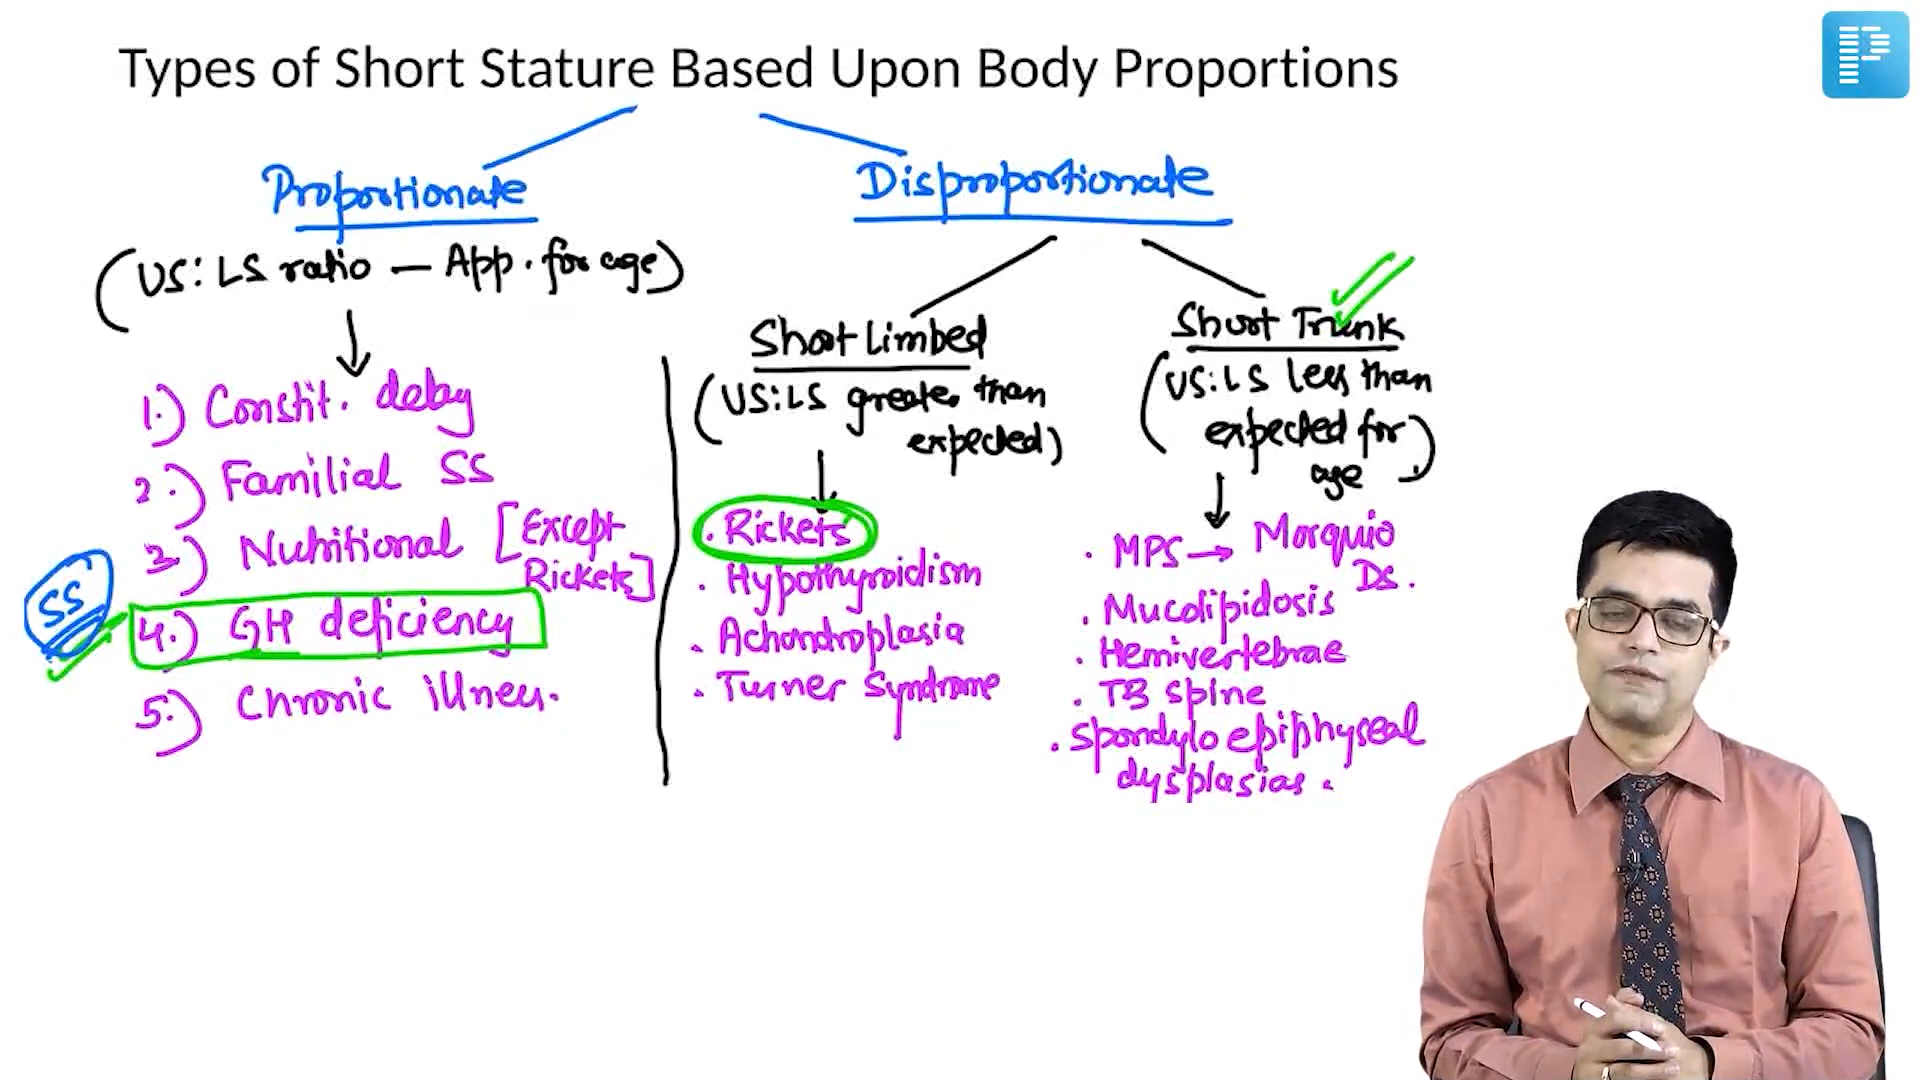 Types of Short Stature Based Upon Body Proportions
Proportionate
(US:LS ratio — App. for age)
1.) Constit. delay
2.) Familial SS
3.) Nutritional [Except
Rickets]
SS
4.) GH deficiency
5.) Chronic illness.
Disproportionate
Short Limbed
(US:LS greater than
expected)
. Rickets
. Hypothyroidism
. Achondroplasia
. Turner Syndrome
Short Trunk
(US:LS less than
expected for
age)
. MPS → Morquio
Ds.
. Mucolipidosis
. Hemivertebrae
. TB spine
. Spondylo epiphyseal
dysplasias.